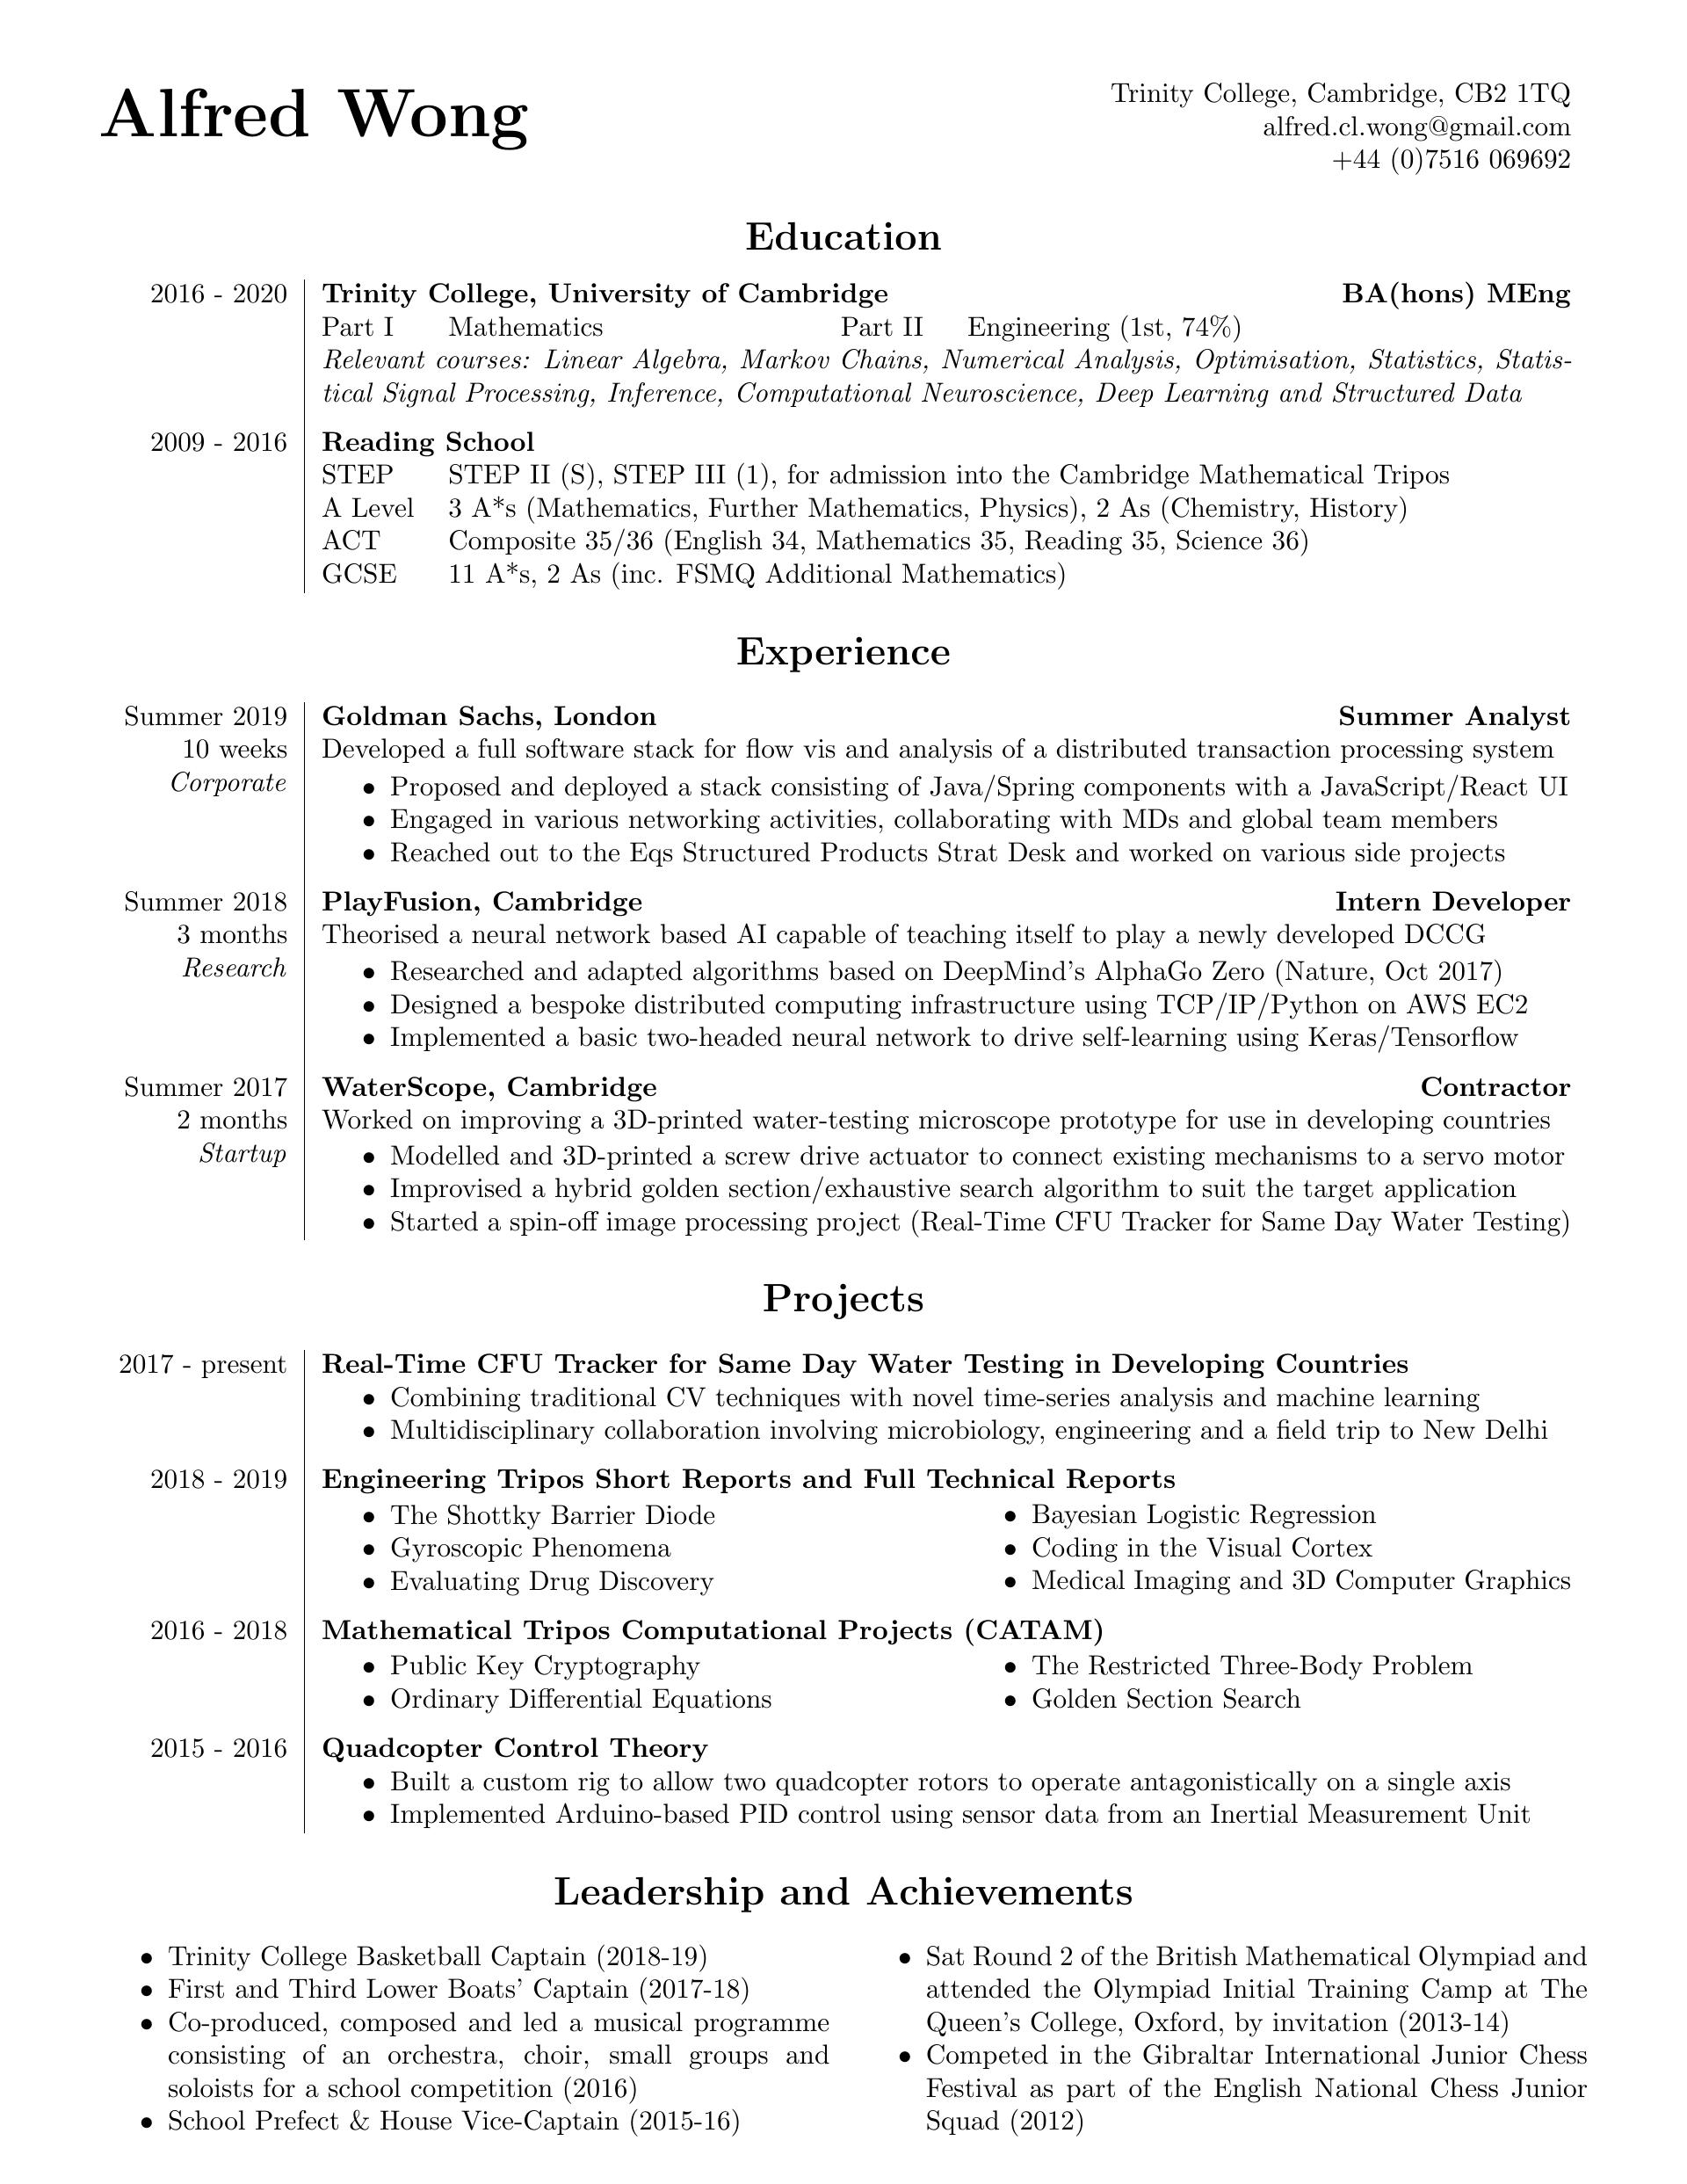 Alfred Wong
Trinity College, Cambridge, CB2 1TQ
alfred.cl.wong@gmail.com
+44 (0)7516 069692
Education
2016 - 2020 Trinity College, University of Cambridge BA(hons) MEng
Part I Mathematics Part II Engineering (1st, 74%)
Relevant courses: Linear Algebra, Markov Chains, Numerical Analysis, Optimisation, Statistics, Statis-
tical Signal Processing, Inference, Computational Neuroscience, Deep Learning and Structured Data
2009 - 2016 Reading School
STEP STEP II (S), STEP III (1), for admission into the Cambridge Mathematical Tripos
A Level 3 A*s (Mathematics, Further Mathematics, Physics), 2 As (Chemistry, History)
ACT Composite 35/36 (English 34, Mathematics 35, Reading 35, Science 36)
GCSE 11 A*s, 2 As (inc. FSMQ Additional Mathematics)
Experience
Summer 2019 Goldman Sachs, London Summer Analyst
10 weeks Developed a full software stack for flow vis and analysis of a distributed transaction processing system
Corporate • Proposed and deployed a stack consisting of Java/Spring components with a JavaScript/React UI
• Engaged in various networking activities, collaborating with MDs and global team members
• Reached out to the Eqs Structured Products Strat Desk and worked on various side projects
Summer 2018 PlayFusion, Cambridge Intern Developer
3 months Theorised a neural network based AI capable of teaching itself to play a newly developed DCCG
Research • Researched and adapted algorithms based on DeepMind's AlphaGo Zero (Nature, Oct 2017)
• Designed a bespoke distributed computing infrastructure using TCP/IP/Python on AWS EC2
• Implemented a basic two-headed neural network to drive self-learning using Keras/Tensorflow
Summer 2017 WaterScope, Cambridge Contractor
2 months Worked on improving a 3D-printed water-testing microscope prototype for use in developing countries
Startup • Modelled and 3D-printed a screw drive actuator to connect existing mechanisms to a servo motor
• Improvised a hybrid golden section/exhaustive search algorithm to suit the target application
• Started a spin-off image processing project (Real-Time CFU Tracker for Same Day Water Testing)
Projects
2017 - present Real-Time CFU Tracker for Same Day Water Testing in Developing Countries
• Combining traditional CV techniques with novel time-series analysis and machine learning
• Multidisciplinary collaboration involving microbiology, engineering and a field trip to New Delhi
2018 - 2019 Engineering Tripos Short Reports and Full Technical Reports
• The Shottky Barrier Diode • Bayesian Logistic Regression
• Gyroscopic Phenomena • Coding in the Visual Cortex
• Evaluating Drug Discovery • Medical Imaging and 3D Computer Graphics
2016 - 2018 Mathematical Tripos Computational Projects (CATAM)
• Public Key Cryptography • The Restricted Three-Body Problem
• Ordinary Differential Equations • Golden Section Search
2015 - 2016 Quadcopter Control Theory
• Built a custom rig to allow two quadcopter rotors to operate antagonistically on a single axis
• Implemented Arduino-based PID control using sensor data from an Inertial Measurement Unit
Leadership and Achievements
• Trinity College Basketball Captain (2018-19)
• First and Third Lower Boats' Captain (2017-18)
• Co-produced, composed and led a musical programme
consisting of an orchestra, choir, small groups and
soloists for a school competition (2016)
• School Prefect & House Vice-Captain (2015-16)
• Sat Round 2 of the British Mathematical Olympiad and
attended the Olympiad Initial Training Camp at The
Queen's College, Oxford, by invitation (2013-14)
• Competed in the Gibraltar International Junior Chess
Festival as part of the English National Chess Junior
Squad (2012)